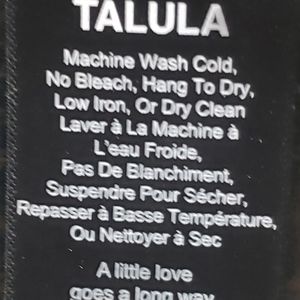 TALULA
Machine Wash Cold,
No Bleach, Hang To Dry,
Low Iron, Or Dry Clean
Laver à La Machine à
L'eau Froide,
Pas De Blanchiment,
Suspendre Pour Sécher,
Repasser à Basse Température,
Ou Nettoyer à Sec
A little love
goes a long way